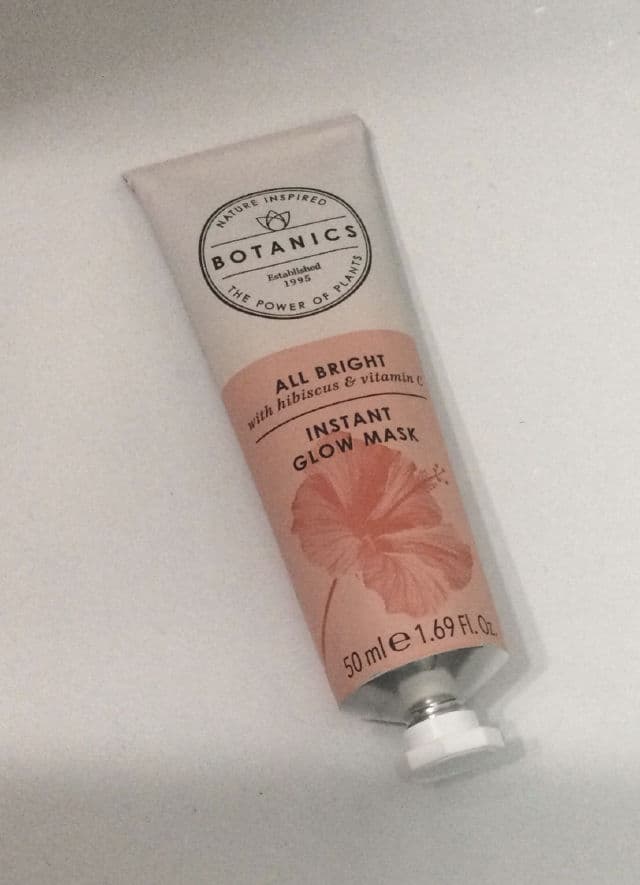 NATURE INSPIRED
BOTANICS
Established
1995
THE POWER OF PLANTS
ALL BRIGHT
with hibiscus & vitamin C
INSTANT
GLOW MASK
50 ml e 1.69 Fl. Oz.